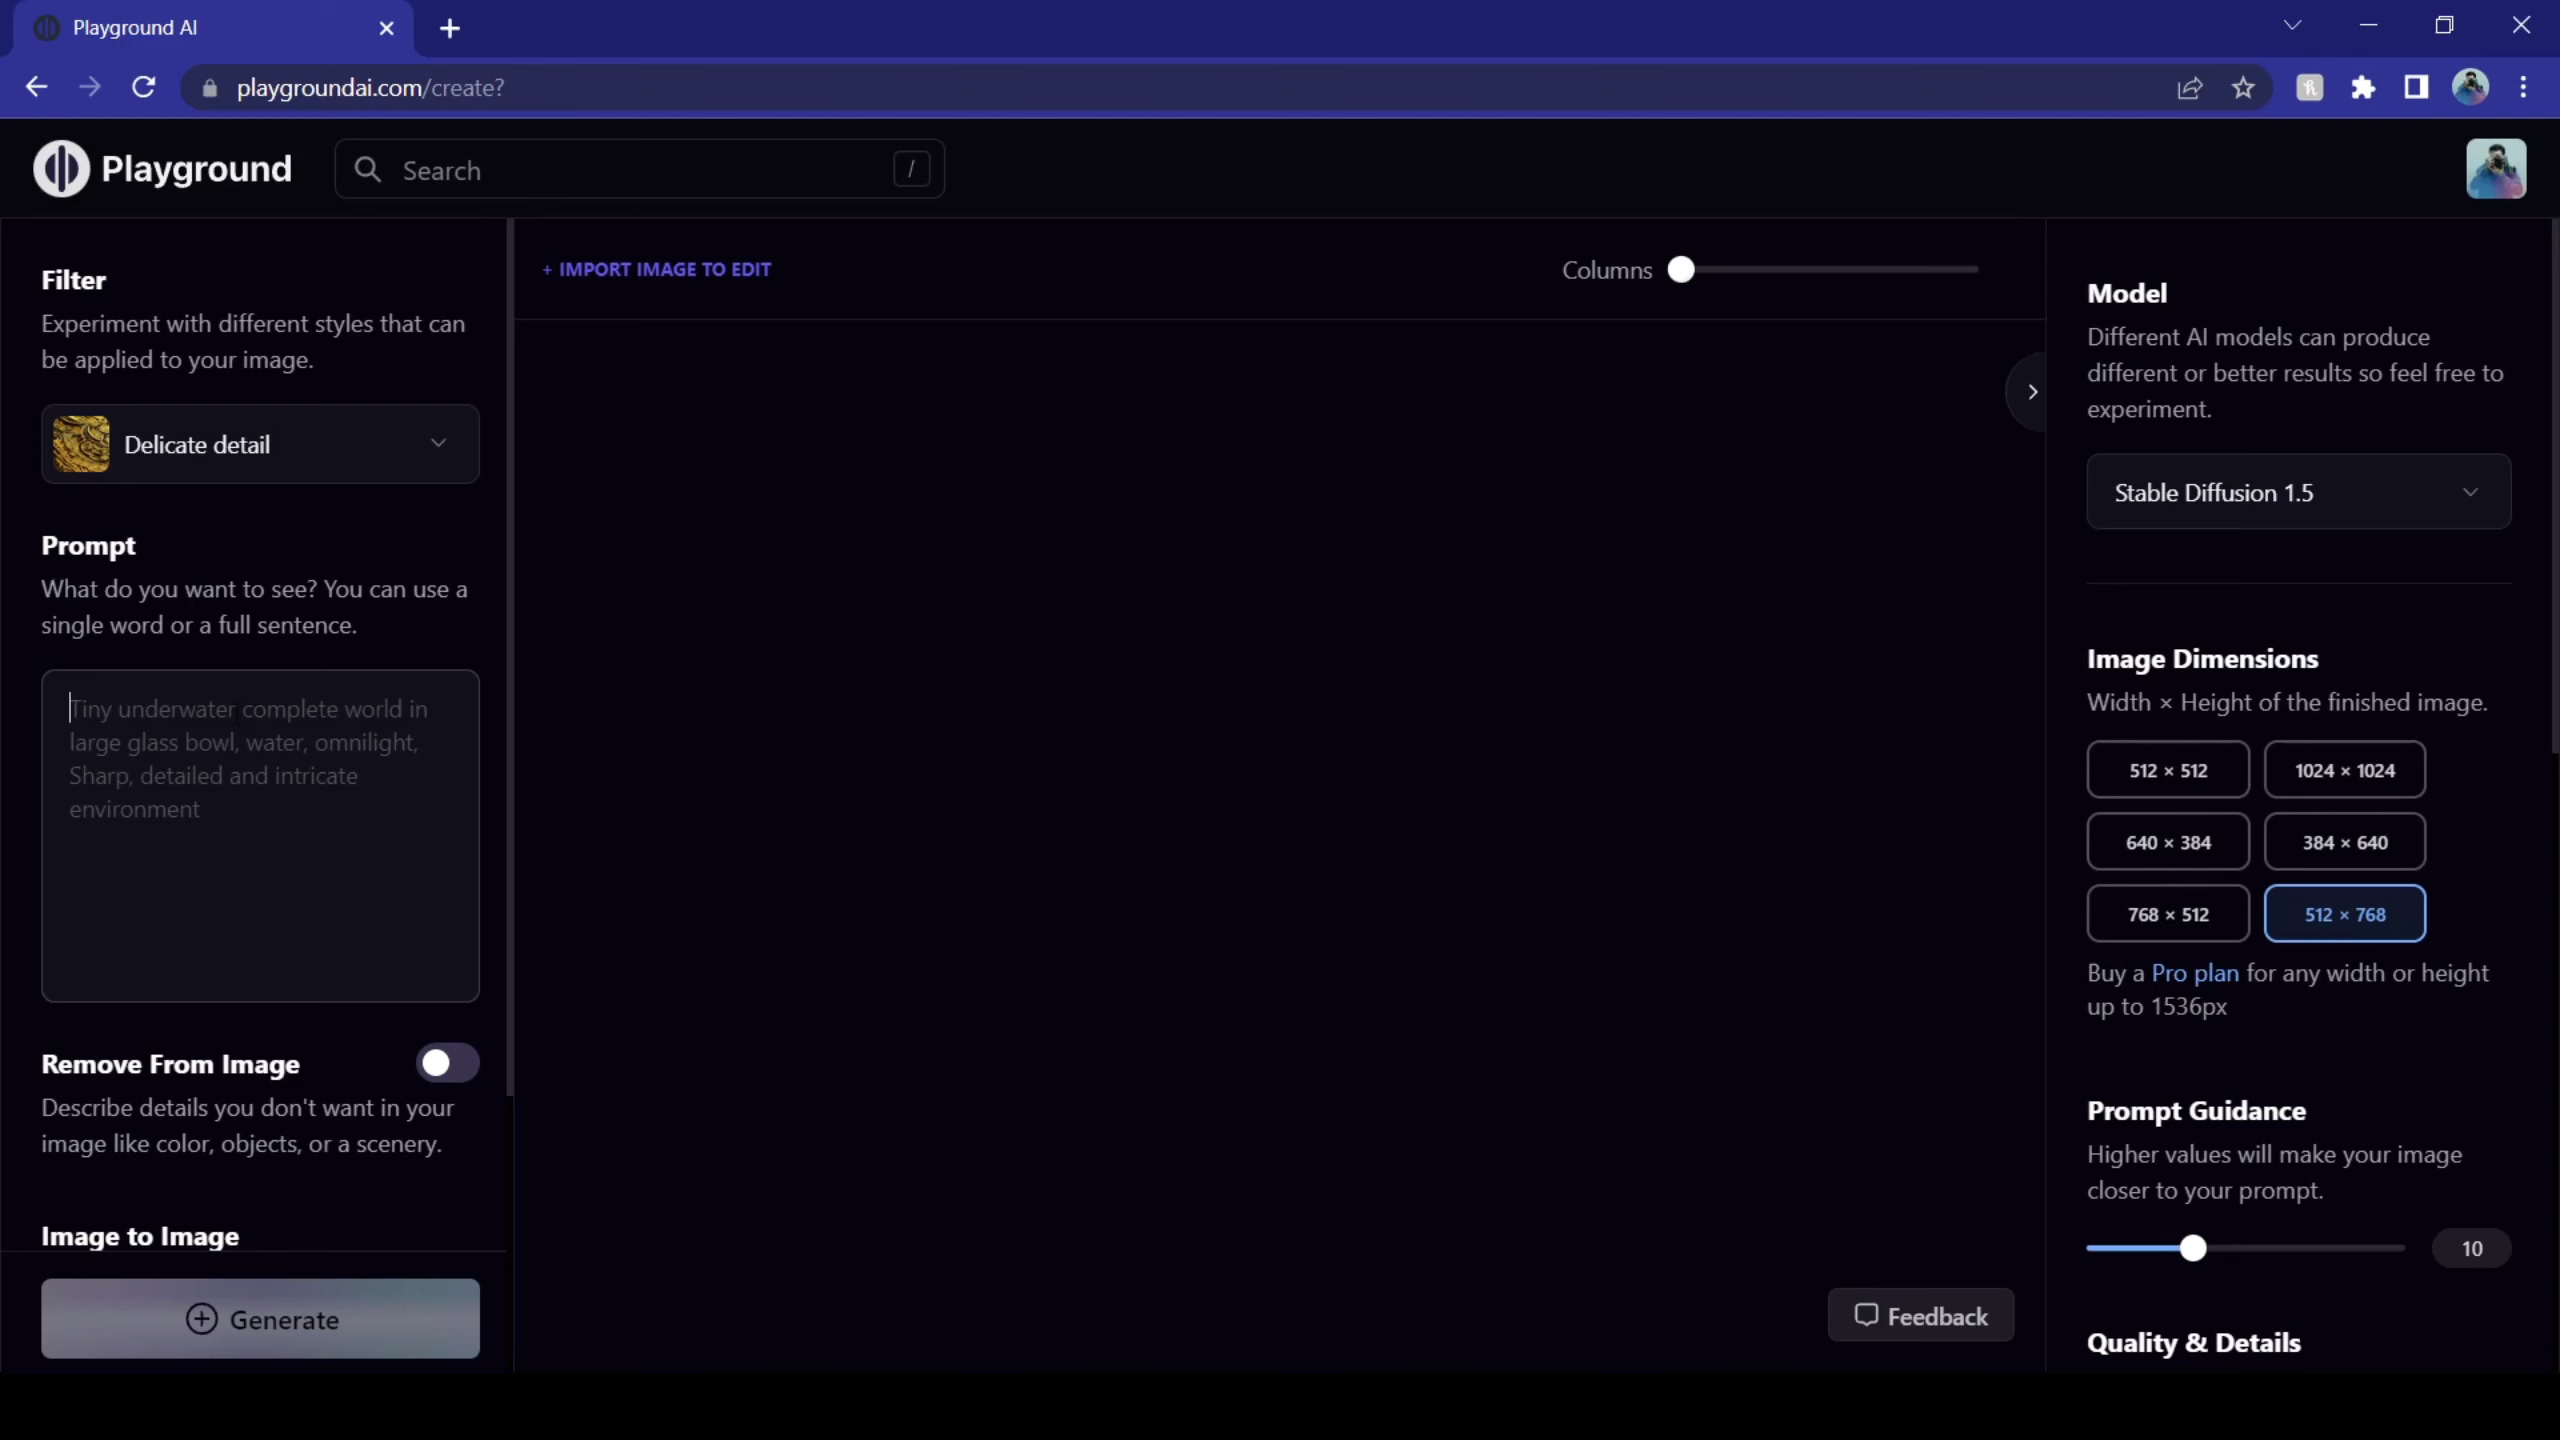 Playground AI
playgroundai.com/create?
Playground
Search
/
Filter
Experiment with different styles that can
be applied to your image.
Delicate detail
Prompt
What do you want to see? You can use a
single word or a full sentence.
Tiny underwater complete world in
large glass bowl, water, omnilight,
Sharp, detailed and intricate
environment
Remove From Image
Describe details you don't want in your
image like color, objects, or a scenery.
Image to Image
Generate
+ IMPORT IMAGE TO EDIT
Columns
Feedback
Model
Different AI models can produce
different or better results so feel free to
experiment.
Stable Diffusion 1.5
Image Dimensions
Width × Height of the finished image.
512 × 512
1024 × 1024
640 × 384
384 × 640
768 × 512
512 × 768
Buy a Pro plan for any width or height
up to 1536px
Prompt Guidance
Higher values will make your image
closer to your prompt.
10
Quality & Details